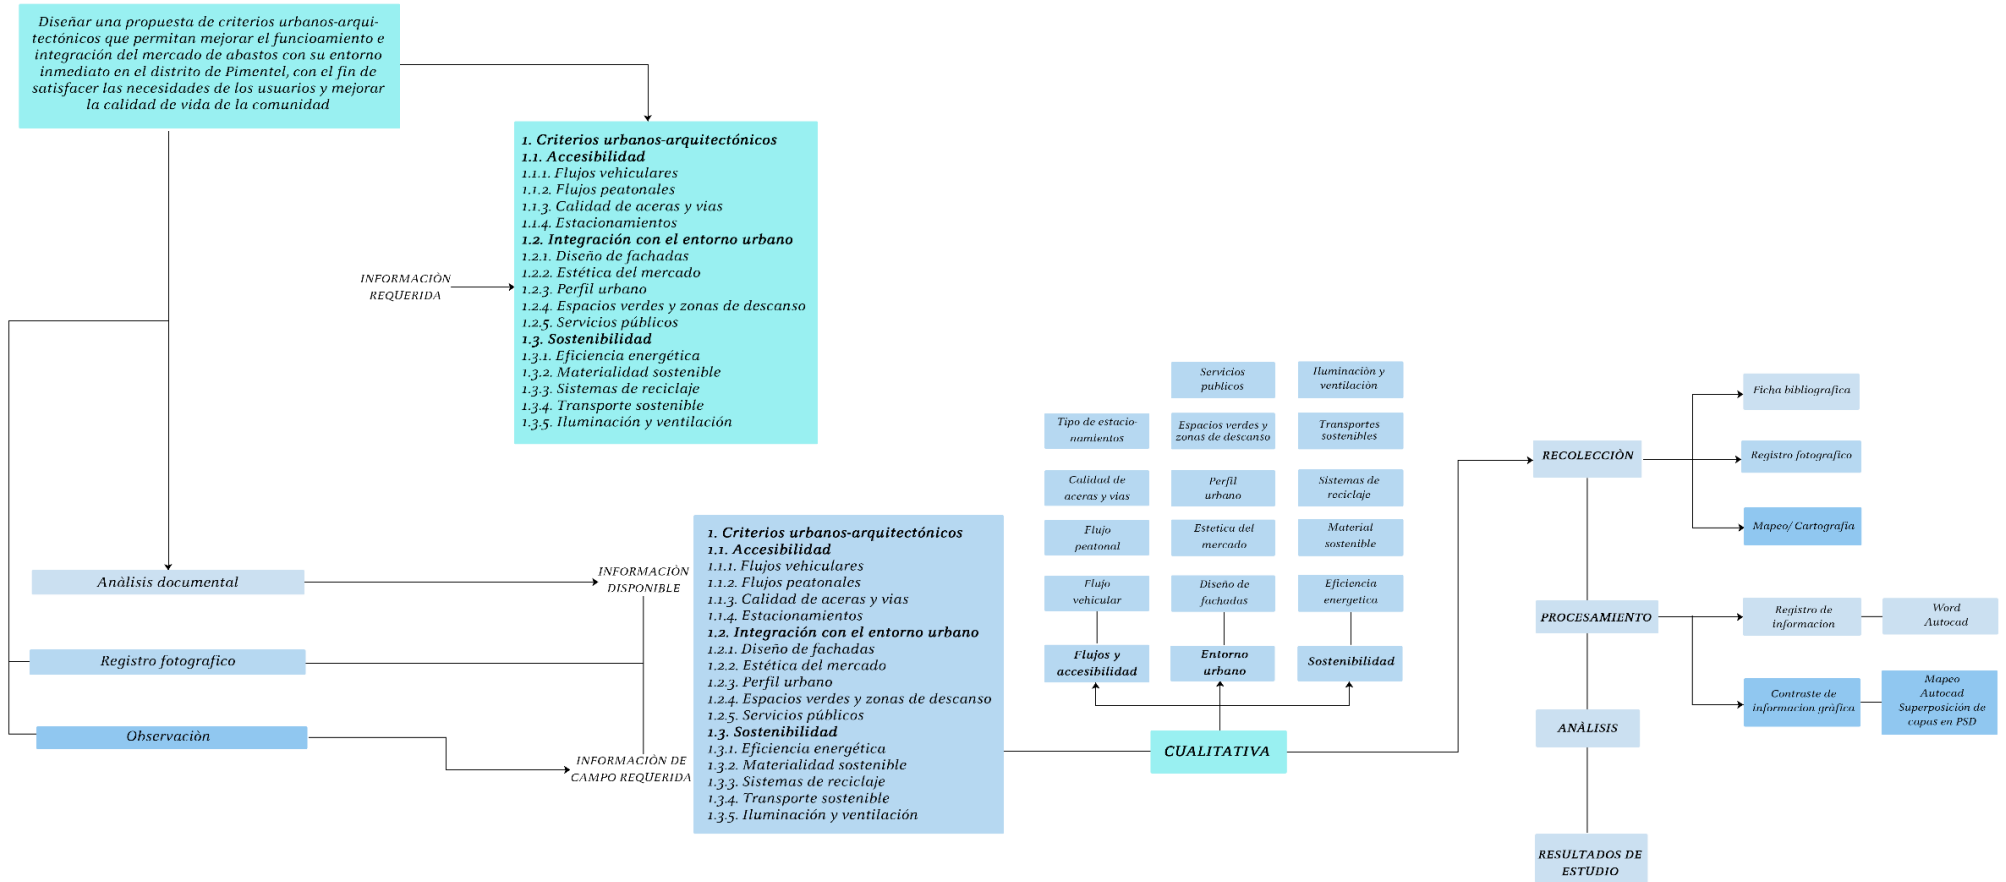 Diseñar una propuesta de criterios urbanos-arqui-
tectónicos que permitan mejorar el funcioamiento e
integración del mercado de abastos con su entorno
inmediato en el distrito de Pimentel, con el fin de
satisfacer las necesidades de los usuarios y mejorar
la calidad de vida de la comunidad
1. Criterios urbanos-arquitectónicos
1.1. Accesibilidad
1.1.1. Flujos vehiculares
1.1.2. Flujos peatonales
1.1.3. Calidad de aceras y vias
1.1.4. Estacionamientos
1.2. Integración con el entorno urbano
1.2.1. Diseño de fachadas
1.2.2. Estética del mercado
1.2.3. Perfil urbano
1.2.4. Espacios verdes y zonas de descanso
1.2.5. Servicios públicos
1.3. Sostenibilidad
1.3.1. Eficiencia energética
1.3.2. Materialidad sostenible
1.3.3. Sistemas de reciclaje
1.3.4. Transporte sostenible
1.3.5. Iluminación y ventilación
INFORMACIÒN
REQUERIDA
Anàlisis documental
Registro fotografico
Observaciòn
INFORMACIÒN
DISPONIBLE
INFORMACIÒN DE
CAMPO REQUERIDA
1. Criterios urbanos-arquitectónicos
1.1. Accesibilidad
1.1.1. Flujos vehiculares
1.1.2. Flujos peatonales
1.1.3. Calidad de aceras y vias
1.1.4. Estacionamientos
1.2. Integración con el entorno urbano
1.2.1. Diseño de fachadas
1.2.2. Estética del mercado
1.2.3. Perfil urbano
1.2.4. Espacios verdes y zonas de descanso
1.2.5. Servicios públicos
1.3. Sostenibilidad
1.3.1. Eficiencia energética
1.3.2. Materialidad sostenible
1.3.3. Sistemas de reciclaje
1.3.4. Transporte sostenible
1.3.5. Iluminación y ventilación
Tipo de estacio-
namientos
Calidad de
aceras y vias
Flujo
peatonal
Flujo
vehicular
Flujos y
accesibilidad
Servicios
publicos
Espacios verdes y
zonas de descanso
Perfil
urbano
Estetica del
mercado
Diseño de
fachadas
Entorno
urbano
Iluminaciòn y
ventilaciòn
Transportes
sostenibles
Sistemas de
reciclaje
Material
sostenible
Eficiencia
energetica
Sostenibilidad
CUALITATIVA
RECOLECCIÒN
Ficha bibliografica
Registro fotografico
Mapeo/ Cartografìa
PROCESAMIENTO
Registro de
informacion
Word
Autocad
Contraste de
informacion gràfica
Mapeo
Autocad
Superposición de
capas en PSD
ANÀLISIS
RESULTADOS DE
ESTUDIO